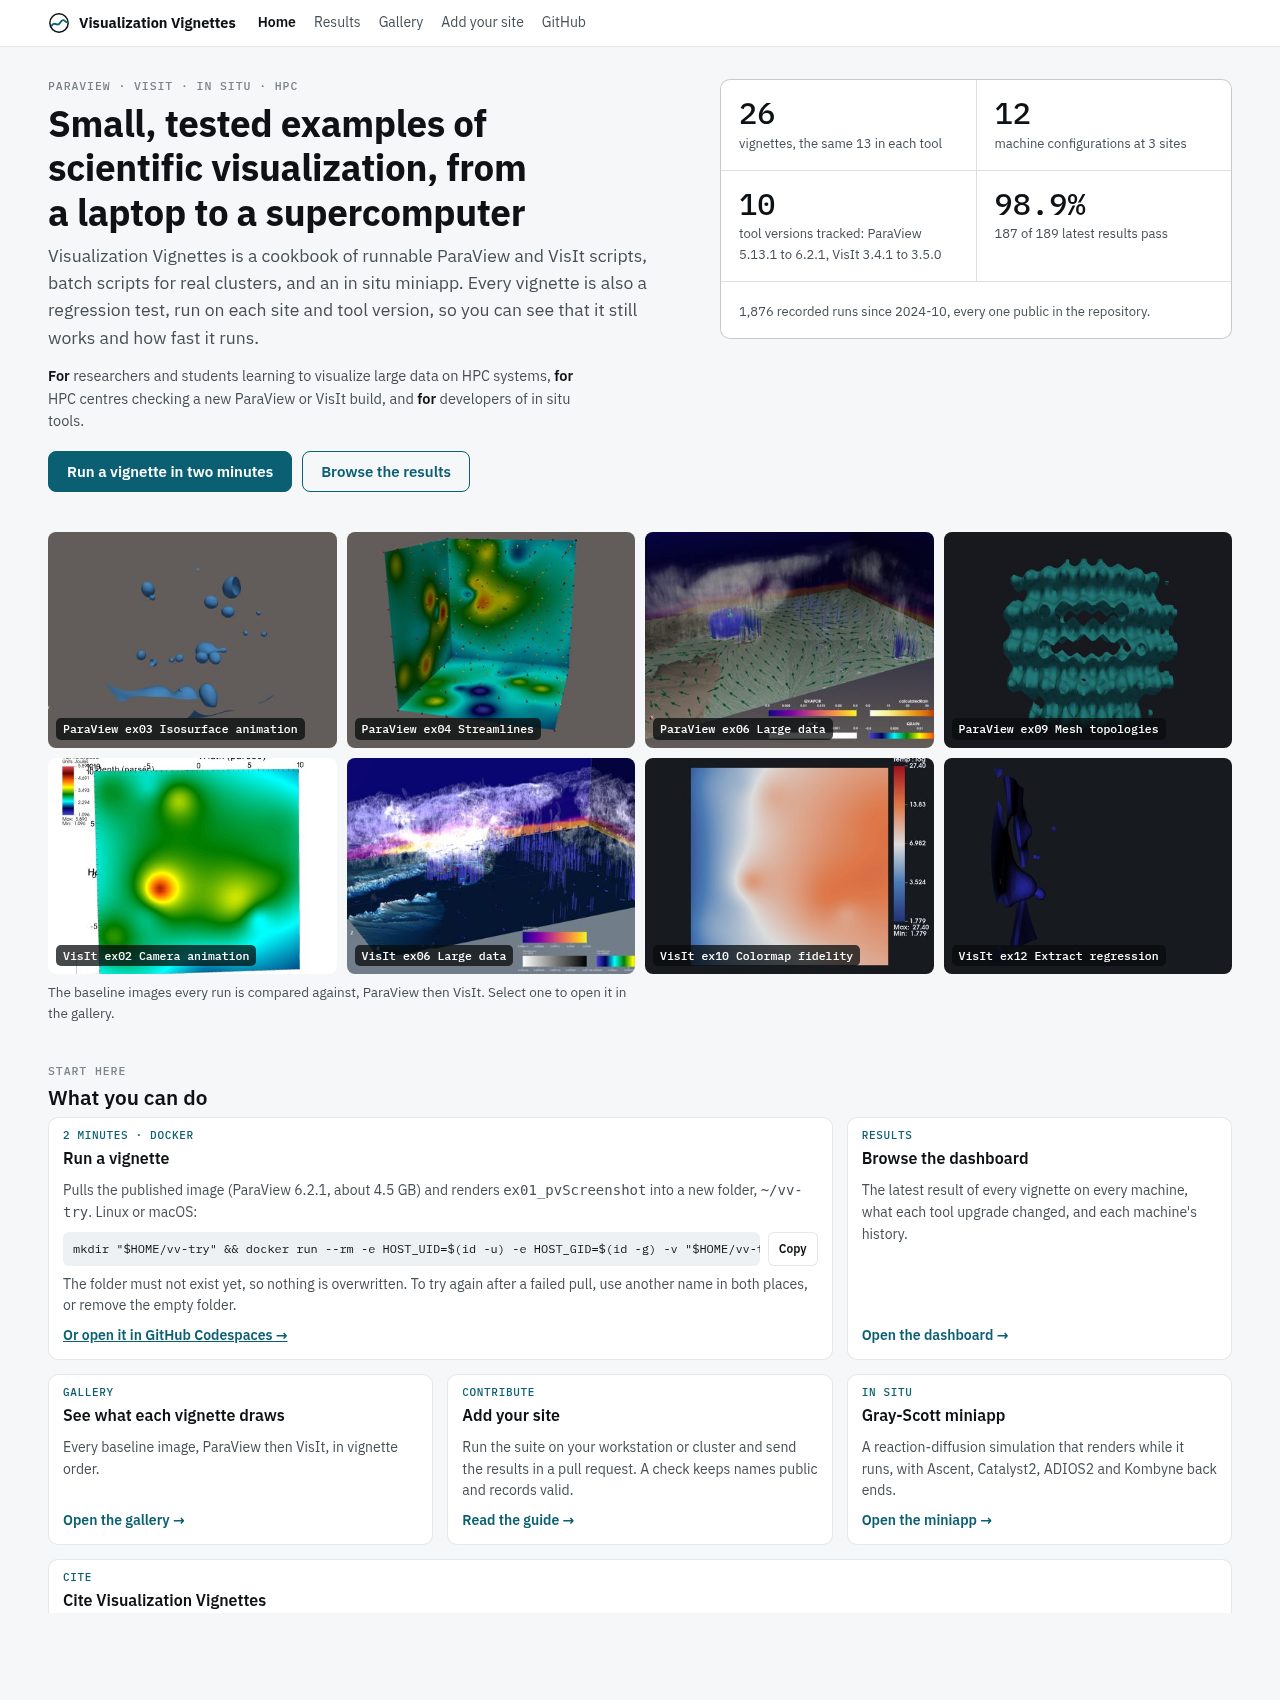 Visualization Vignettes Home Results Gallery Add your site GitHub
PARAVIEW · VISIT · IN SITU · HPC
Small, tested examples of
scientific visualization, from
a laptop to a supercomputer
Visualization Vignettes is a cookbook of runnable ParaView and VisIt scripts,
batch scripts for real clusters, and an in situ miniapp. Every vignette is also a
regression test, run on each site and tool version, so you can see that it still
works and how fast it runs.
For researchers and students learning to visualize large data on HPC systems, for
HPC centres checking a new ParaView or VisIt build, and for developers of in situ
tools.
Run a vignette in two minutes
Browse the results
26
vignettes, the same 13 in each tool
12
machine configurations at 3 sites
10
tool versions tracked: ParaView
5.13.1 to 6.2.1, VisIt 3.4.1 to 3.5.0
98.9%
187 of 189 latest results pass
1,876 recorded runs since 2024-10, every one public in the repository.
ParaView ex03 Isosurface animation
ParaView ex04 Streamlines
ParaView ex06 Large data
ParaView ex09 Mesh topologies
VisIt ex02 Camera animation
VisIt ex06 Large data
27.40
13.83
6.982
3.524
1.779
Max: 27.40
Min: 1.779
VisIt ex10 Colormap fidelity
VisIt ex12 Extract regression
The baseline images every run is compared against, ParaView then VisIt. Select one to open it in
the gallery.
START HERE
What you can do
2 MINUTES · DOCKER
Run a vignette
Pulls the published image (ParaView 6.2.1, about 4.5 GB) and renders ex01_pvScreenshot into a new folder, ~/vv-
try. Linux or macOS:
mkdir "$HOME/vv-try" && docker run --rm -e HOST_UID=$(id -u) -e HOST_GID=$(id -g) -v "$HOME/vv-t
Copy
The folder must not exist yet, so nothing is overwritten. To try again after a failed pull, use another name in both places,
or remove the empty folder.
Or open it in GitHub Codespaces →
RESULTS
Browse the dashboard
The latest result of every vignette on every machine,
what each tool upgrade changed, and each machine's
history.
Open the dashboard →
GALLERY
See what each vignette draws
Every baseline image, ParaView then VisIt, in vignette
order.
Open the gallery →
CONTRIBUTE
Add your site
Run the suite on your workstation or cluster and send
the results in a pull request. A check keeps names public
and records valid.
Read the guide →
IN SITU
Gray-Scott miniapp
A reaction-diffusion simulation that renders while it
runs, with Ascent, Catalyst2, ADIOS2 and Kombyne back
ends.
Open the miniapp →
CITE
Cite Visualization Vignettes